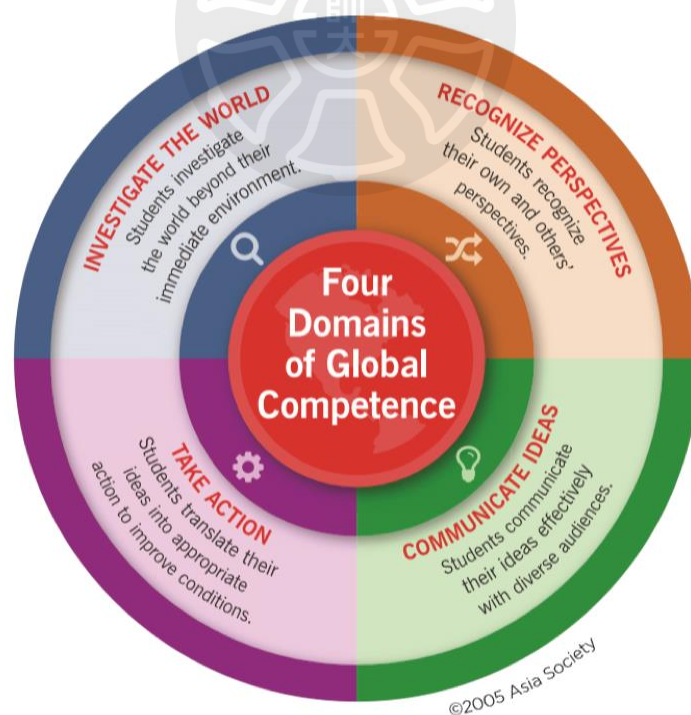 INVESTIGATE THE WORLD
Students investigate
the world beyond their
immediate environment.
RECOGNIZE PERSPECTIVES
Students recognize
their own and others'
perspectives.
Four
Domains
of Global
Competence
TAKE ACTION
Students translate their
ideas into appropriate
action to improve conditions.
COMMUNICATE IDEAS
Students communicate
their ideas effectively
with diverse audiences.
©2005 Asia Society